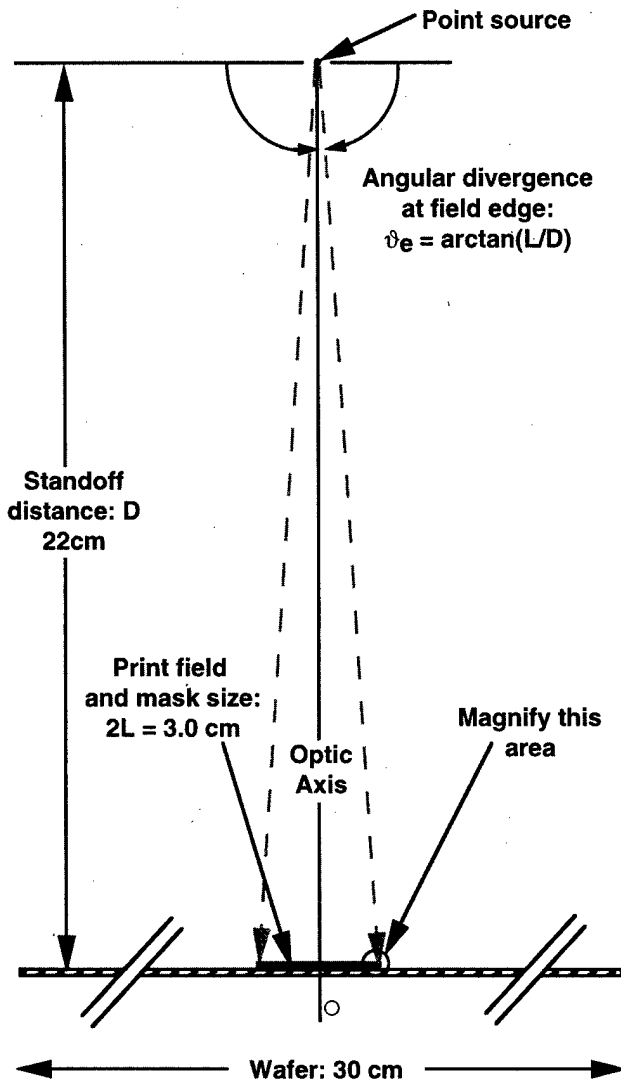 Point source
Angular divergence
at field edge:
ϑe = arctan(L/D)
Standoff
distance: D
22cm
Print field
and mask size:
2L = 3.0 cm
Magnify this
area
Optic
Axis
Wafer: 30 cm